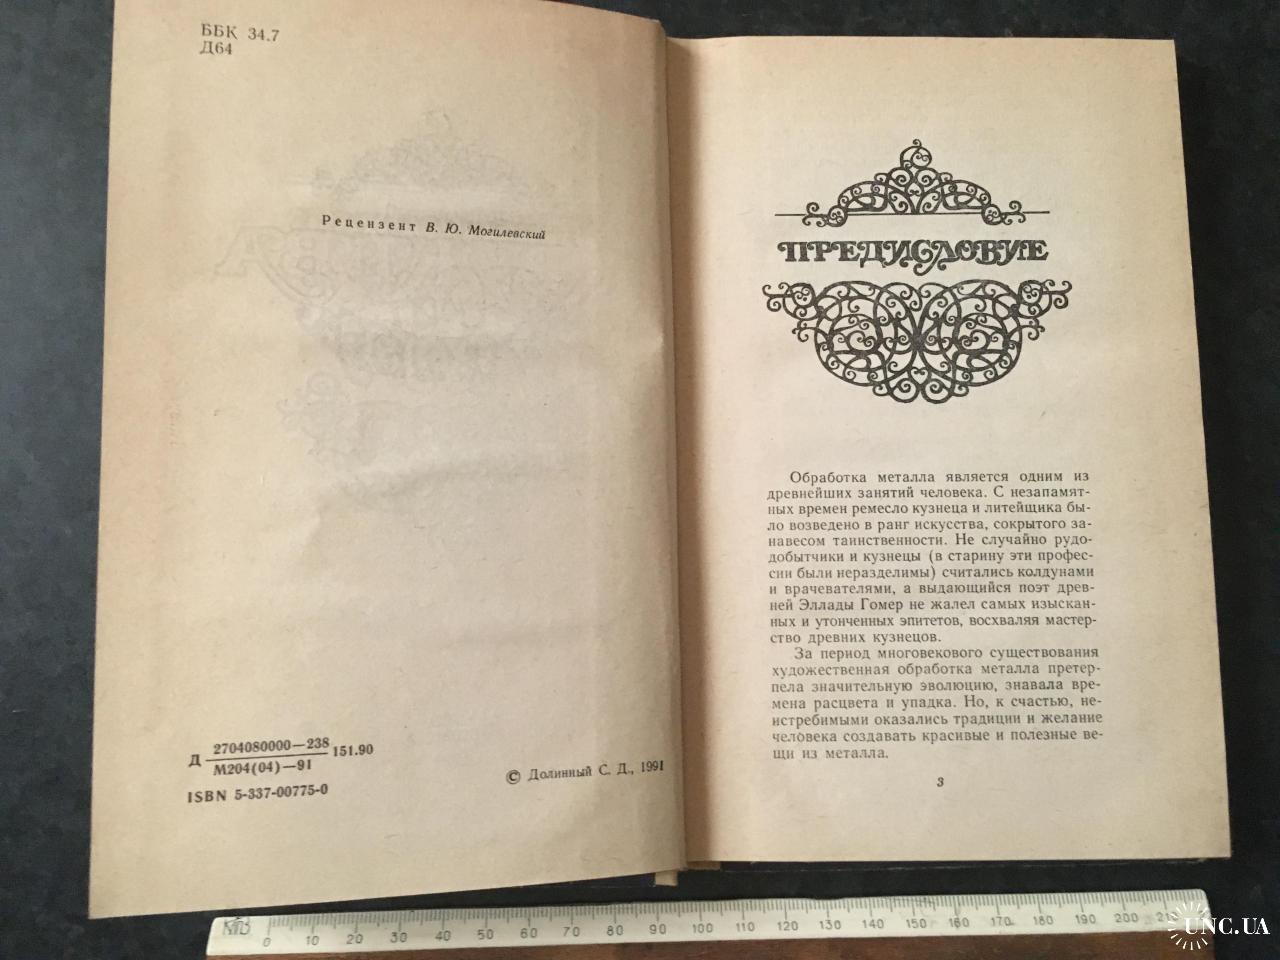 ББК 34.7
Д64
Рецензент В. Ю. Могилевский
Д 2704080000—238 151.90
М204(04)—91
ISBN 5-337-00775-0
© Долинный С. Д., 1991
ПРЕДИСЛОВИЕ
Обработка металла является одним из
древнейших занятий человека. С незапамят-
ных времен ремесло кузнеца и литейщика бы-
ло возведено в ранг искусства, сокрытого за-
навесом таинственности. Не случайно рудо-
добытчики и кузнецы (в старину эти профес-
сии были неразделимы) считались колдунами
и врачевателями, а выдающийся поэт древ-
ней Эллады Гомер не жалел самых изыскан-
ных и утонченных эпитетов, восхваляя мастер-
ство древних кузнецов.
За период многовекового существования
художественная обработка металла претер-
пела значительную эволюцию, знавала вре-
мена расцвета и упадка. Но, к счастью, не-
истребимыми оказались традиции и желание
человека создавать красивые и полезные ве-
щи из металла.
3
0 10 20 30 40 50 60 70 80 90 100 110 120 130 140 150 160 170 180 190 200
UNC.UA